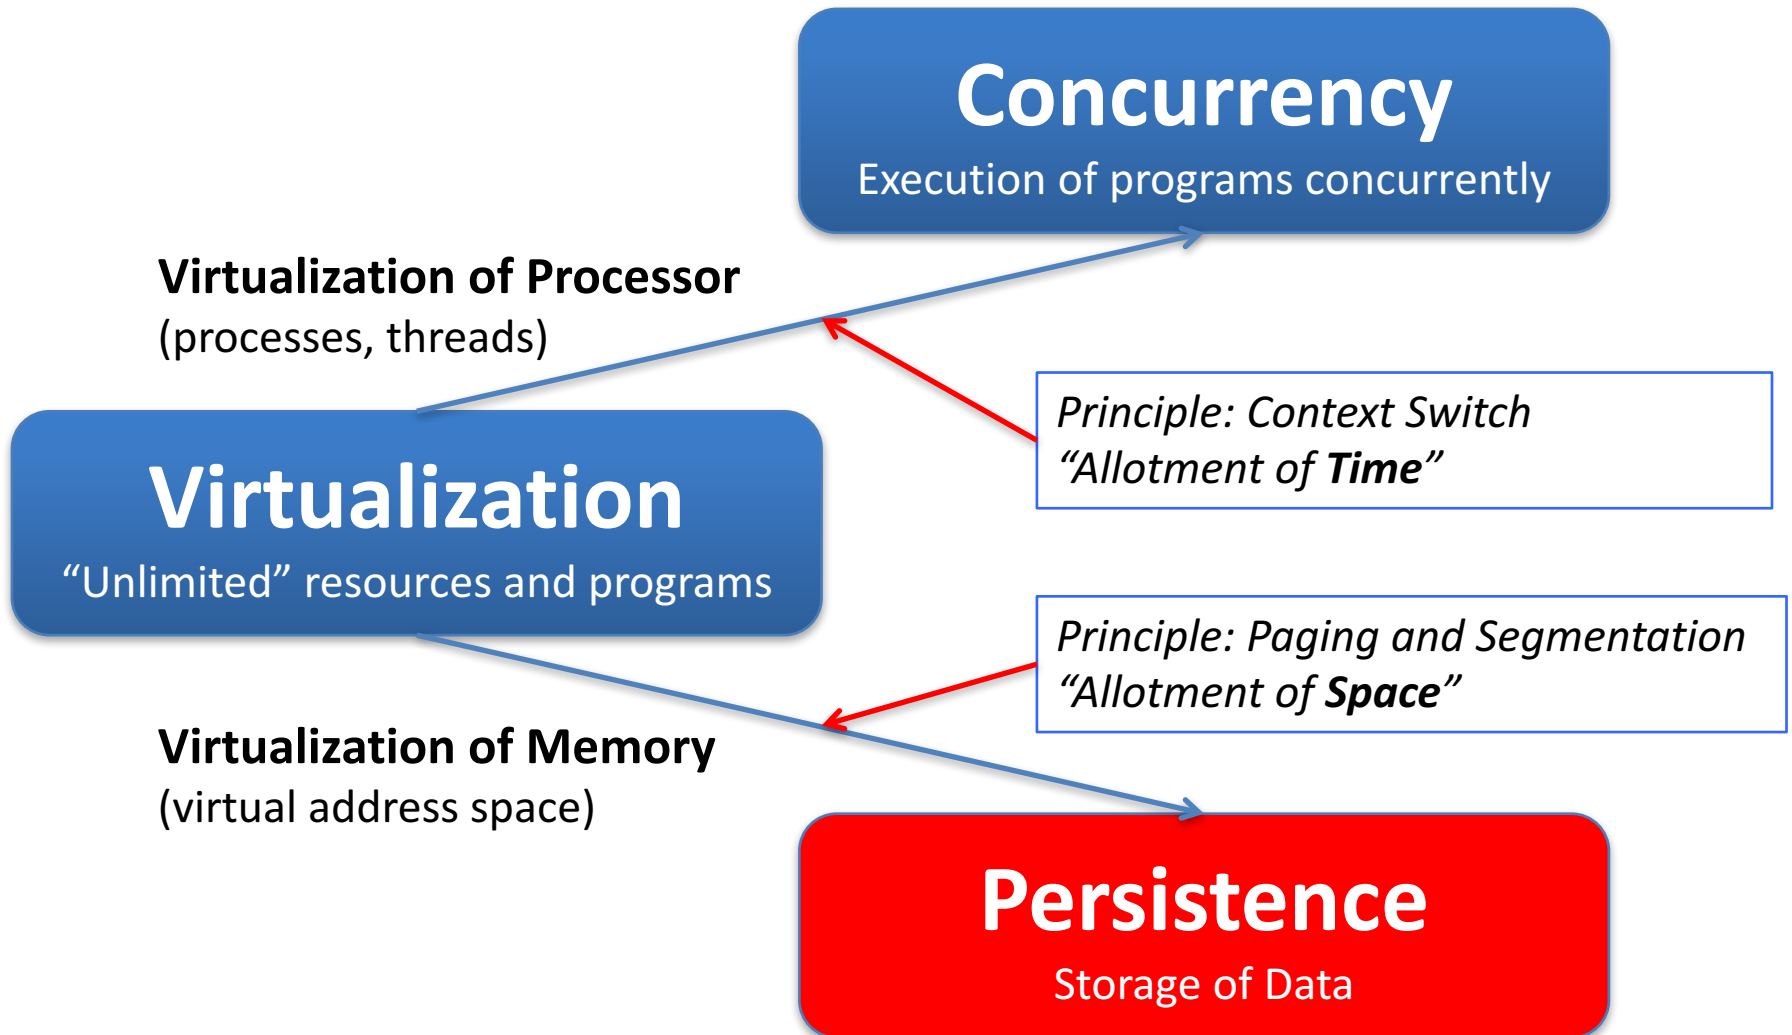 Concurrency
Execution of programs concurrently
Virtualization of Processor
(processes, threads)
Principle: Context Switch
“Allotment of Time”
Virtualization
“Unlimited” resources and programs
Principle: Paging and Segmentation
“Allotment of Space”
Virtualization of Memory
(virtual address space)
Persistence
Storage of Data